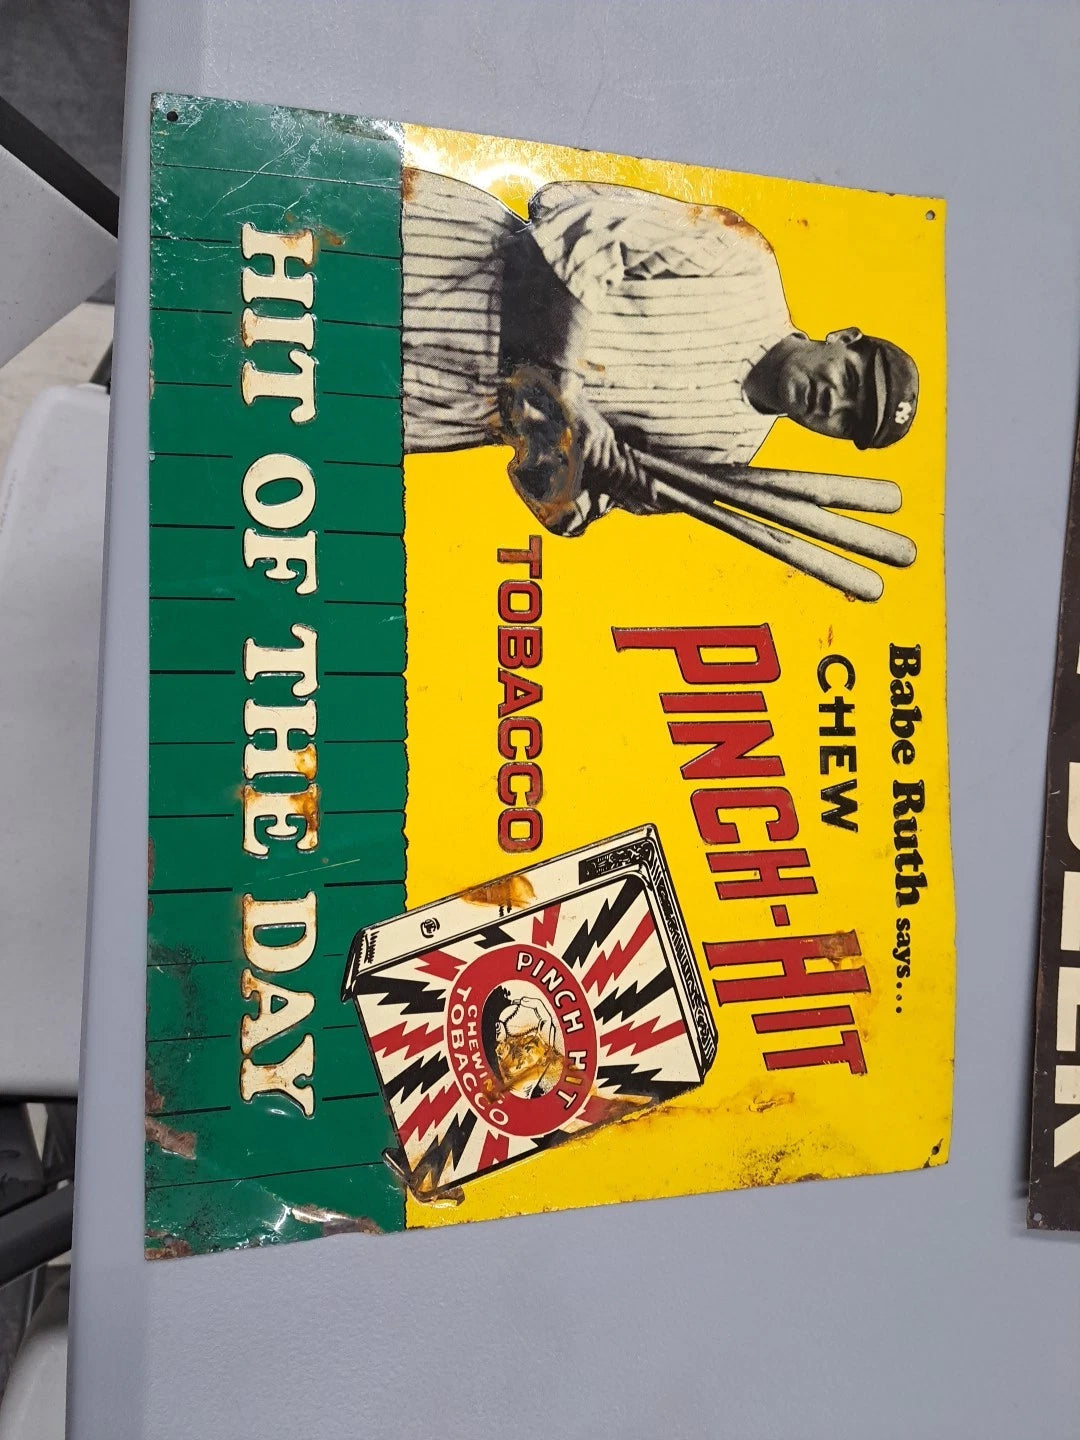 Babe Ruth says...
CHEW
PINCH-HIT
TOBACCO
PINCH HIT
CHEWING
TOBACCO
HIT OF THE DAY